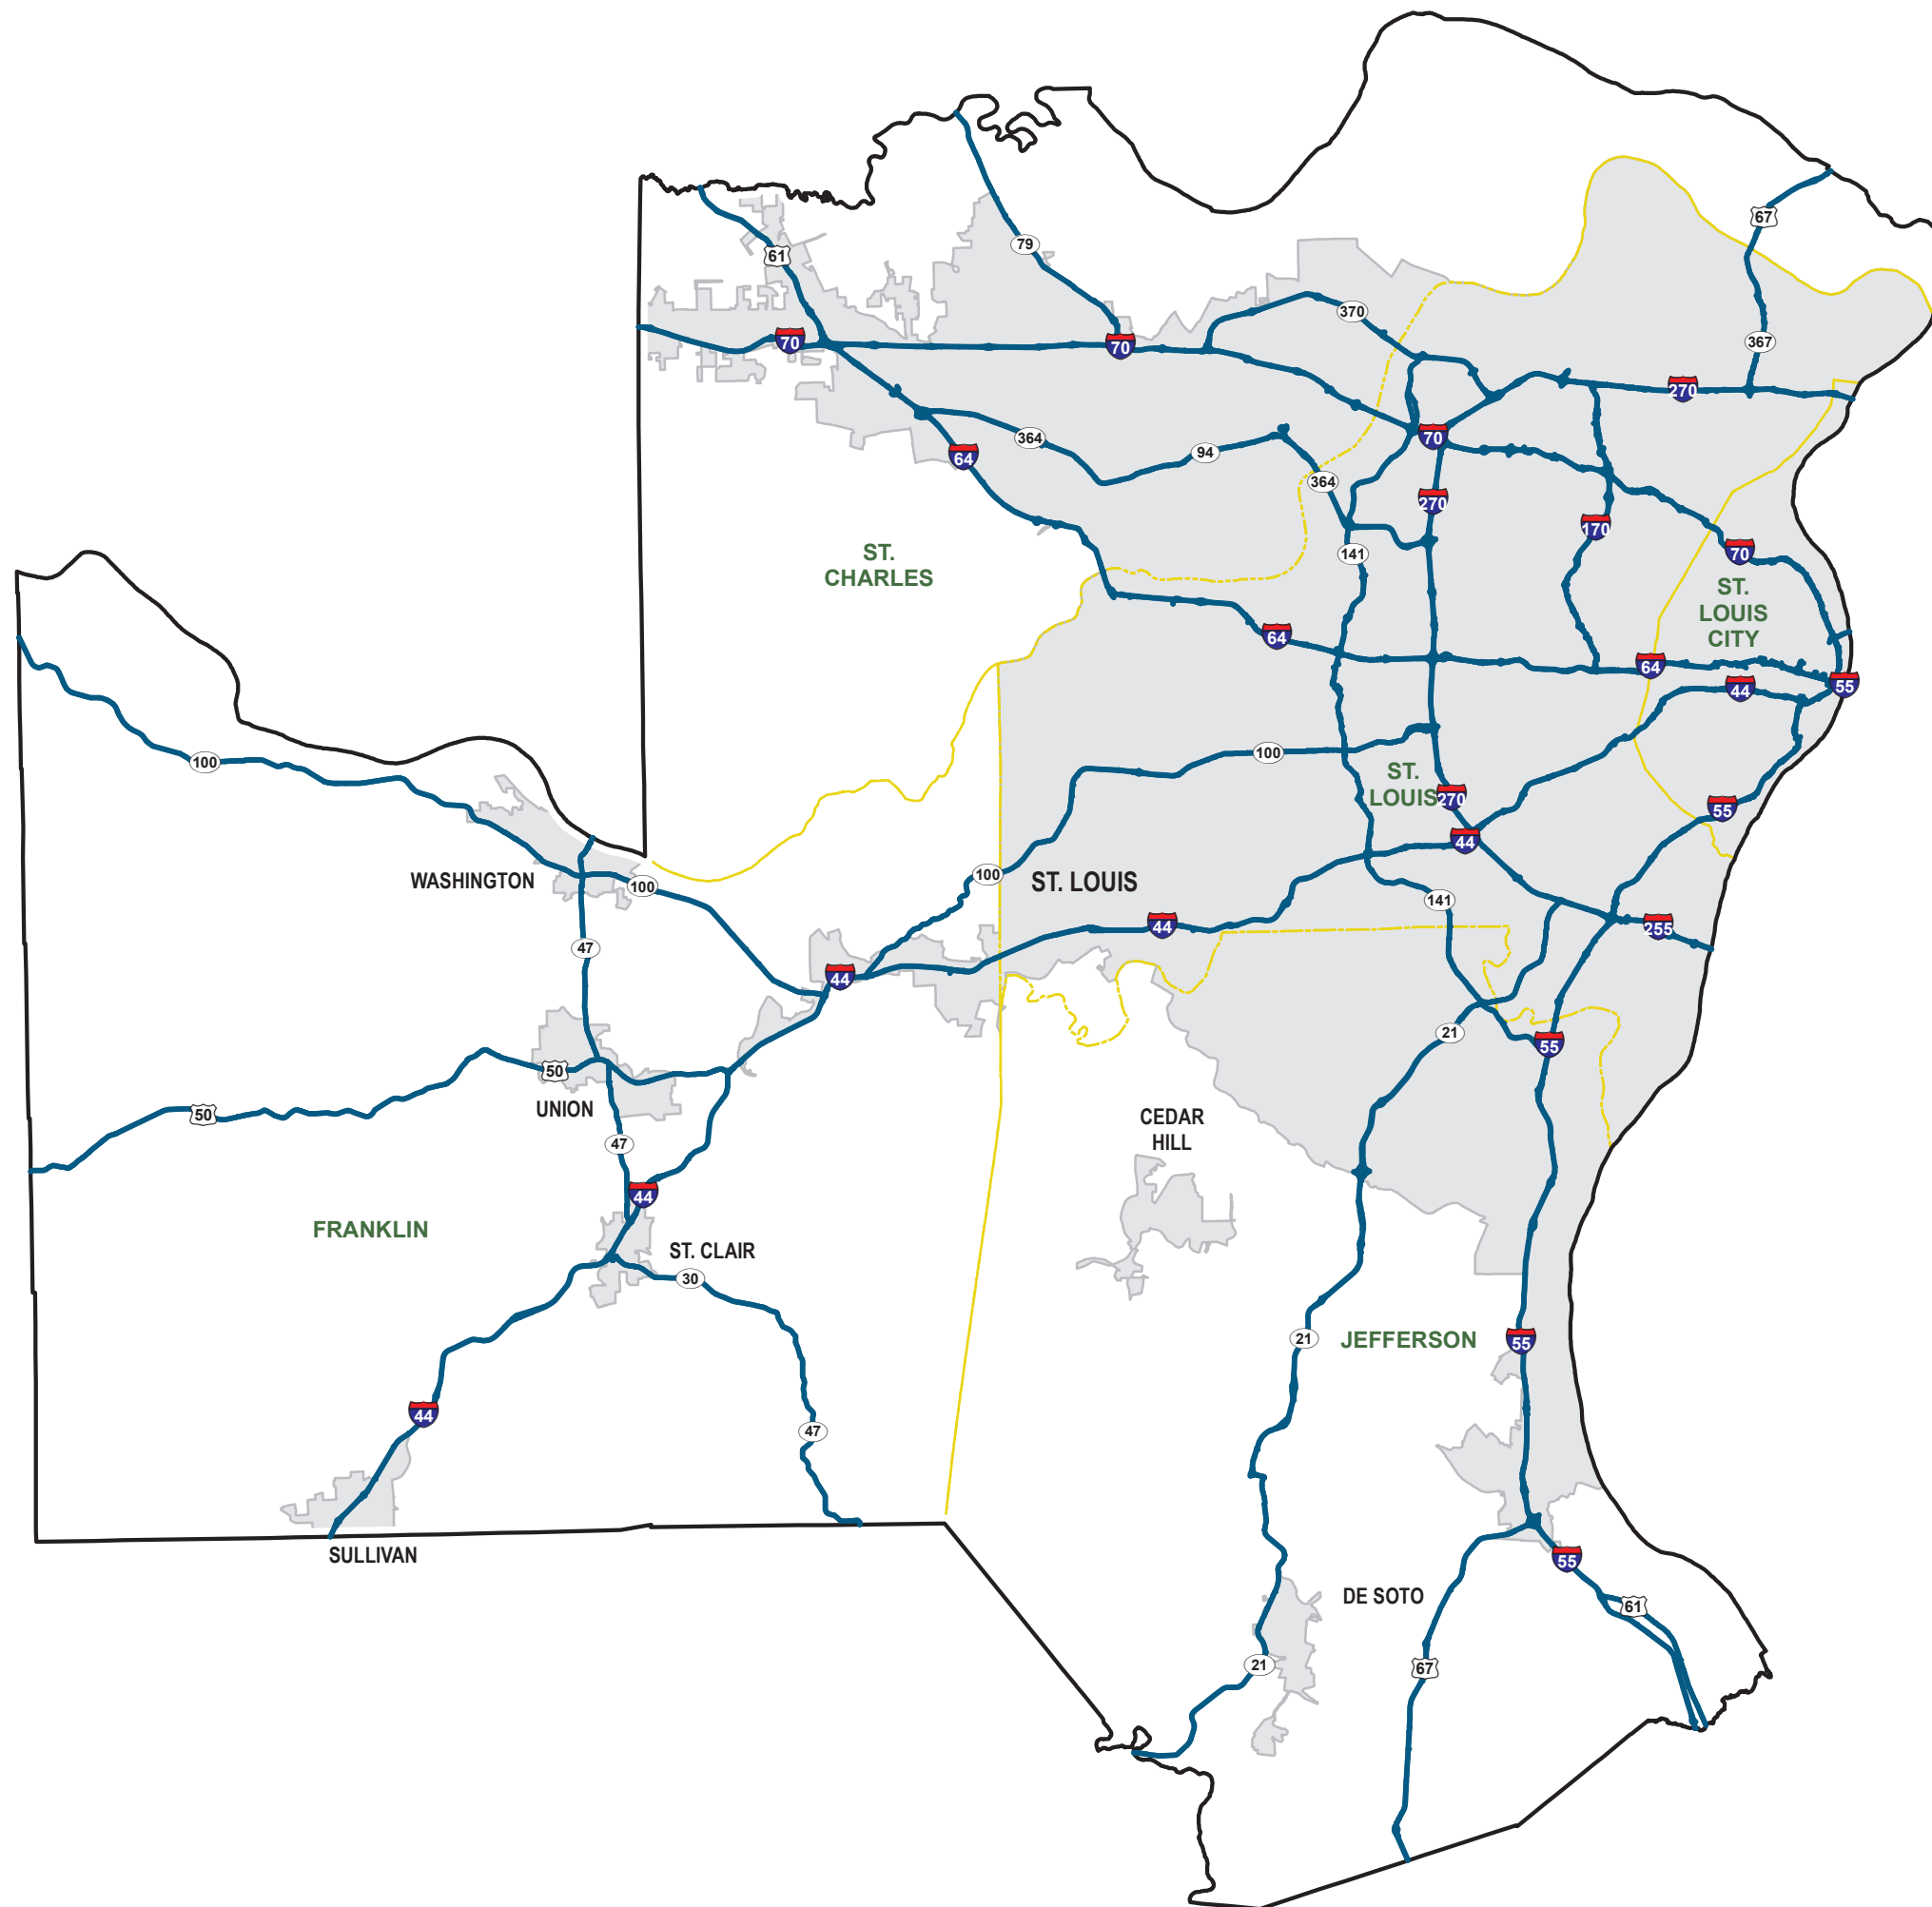 67
79
61
370
367
70
70
270
364
94
70
64
364
270
170
141
70
ST.
CHARLES
ST.
LOUIS
CITY
64
64
55
44
100
100
ST.
LOUIS
270
55
44
WASHINGTON
100
100
ST. LOUIS
141
44
255
47
44
21
55
50
50
UNION
CEDAR
HILL
47
44
FRANKLIN
ST. CLAIR
30
21
JEFFERSON
55
44
47
SULLIVAN
55
DE SOTO
61
21
67